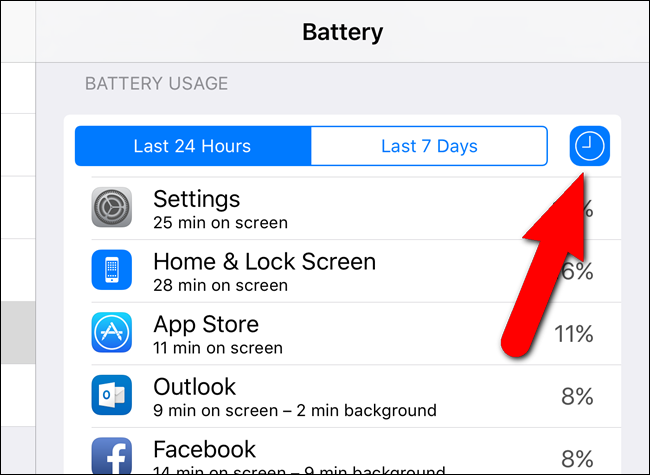 Battery
BATTERY USAGE
Last 24 Hours
Last 7 Days
Settings
25 min on screen
%
Home & Lock Screen
28 min on screen
6%
App Store
11 min on screen
11%
Outlook
9 min on screen – 2 min background
8%
Facebook
14 min on screen – 9 min background
8%